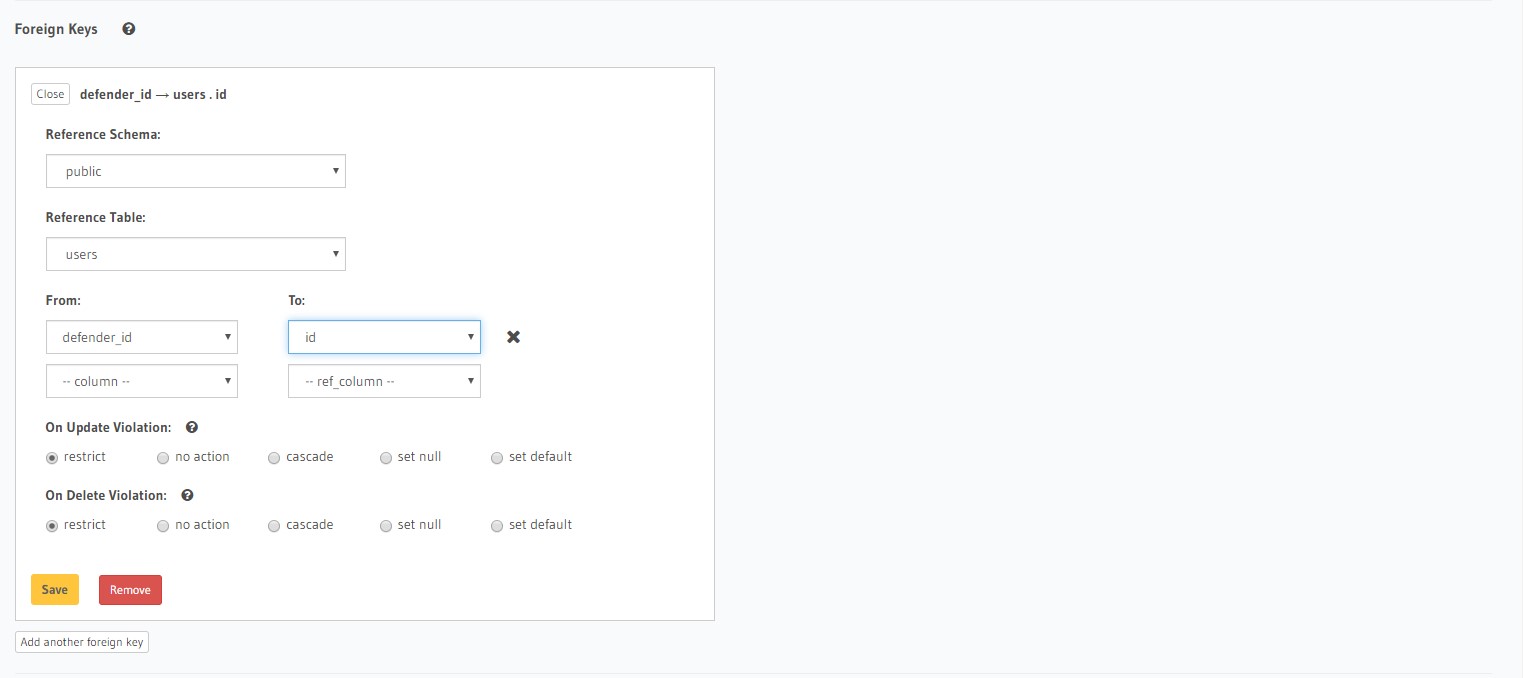 Foreign Keys
Close defender_id → users . id
Reference Schema:
public
Reference Table:
users
From: To:
defender_id id
-- column -- -- ref_column --
On Update Violation:
restrict no action cascade set null set default
On Delete Violation:
restrict no action cascade set null set default
Save Remove
Add another foreign key